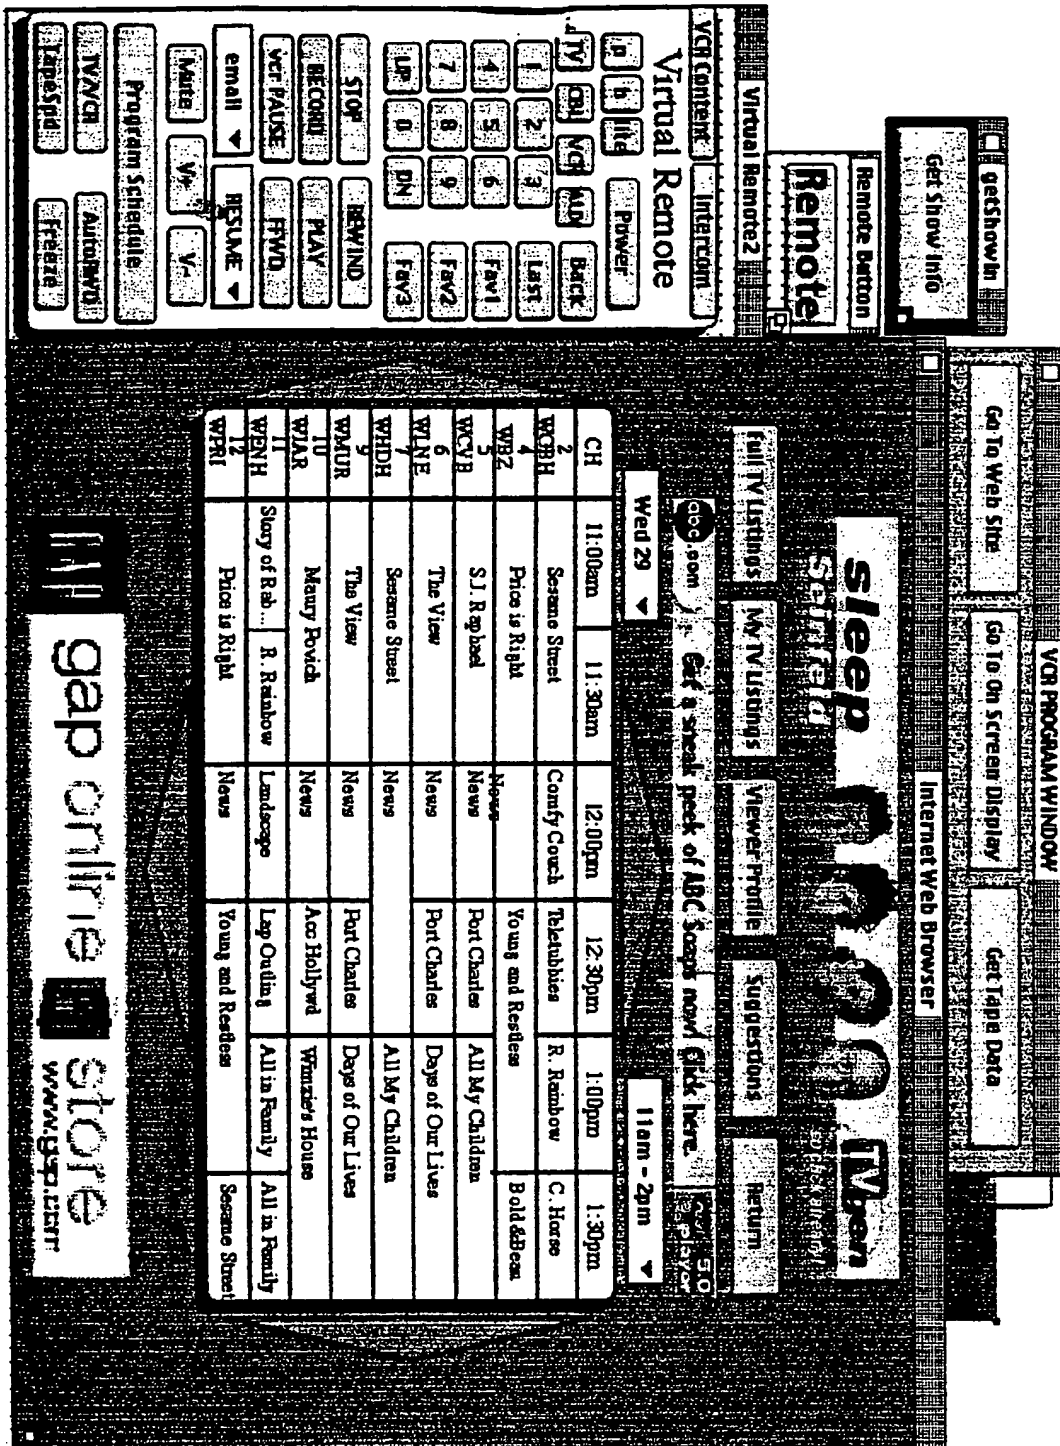 VCR PROGRAM WINDOW
Go To Web Site Go To On Screen Display Get Tape Data
getShowIn
Get Show Info
Remote Button
Remote
Virtual Remote2
VCR Content Intercom
Virtual Remote
p b Power
TV CBL VCR Back
1 2 3 Last
4 5 6 Fav1
7 8 9 Fav2
UP 0 DN Fav3
STOP REWIND
RECORD PLAY
vcr PAUSE FFWD
email RESUME
Mute V+ V-
Program Schedule
TV/VCR AutoRWD
TapeSpd Freeze
Internet Web Browser
sleep
TVgen
Full TV Listings My TV Listings Viewer Profile Suggestions Return
abc.com Get a sneak peek of ABC Soaps now! Click here.
Wed 29 11am - 2pm
CH 11:00am 11:30am 12:00pm 12:30pm 1:00pm 1:30pm
2 WGBH Sesame Street Comfy Couch Teletubbies R. Rainbow C. Horse
4 WBZ Price is Right News Young and Restless Bold&Beau
5 WCVB S.J. Raphael News Port Charles All My Children
6 WLNE The View News Port Charles Days of Our Lives
7 WHDH Sesame Street News All My Children
9 WMUR The View News Port Charles Days of Our Lives
10 WJAR Maury Povich News Acc Hollywd Wimzie's House
11 WENH Story of Rab... R. Rainbow Landscape Lap Quilting All in Family All in Family
12 WPRI Price is Right News Young and Restless Sesame Street
gap online store
www.gap.com